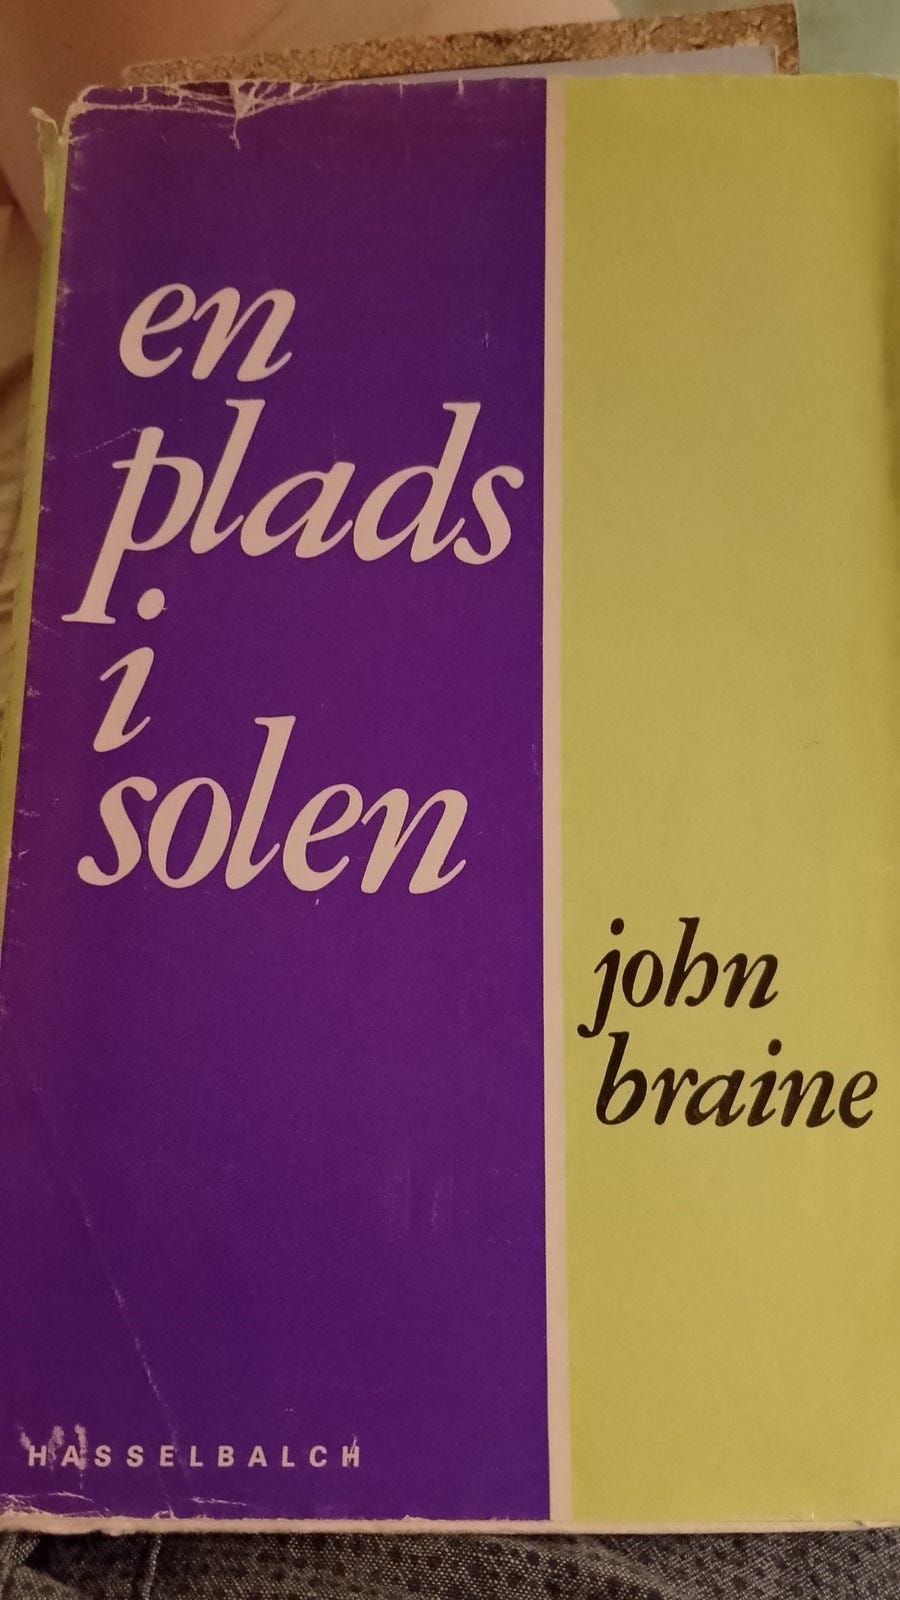 en
plads
i
solen
john
braine
HASSELBALCH